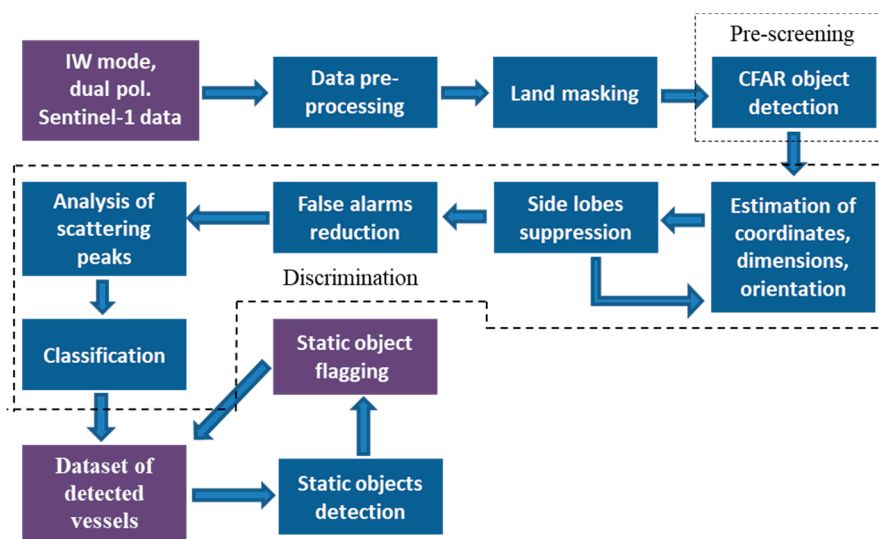 Pre-screening
IW mode,
dual pol.
Sentinel-1 data
Data pre-
processing
Land masking
CFAR object
detection
Analysis of
scattering
peaks
False alarms
reduction
Side lobes
suppression
Estimation of
coordinates,
dimensions,
orientation
Discrimination
Classification
Static object
flagging
Dataset of
detected
vessels
Static objects
detection